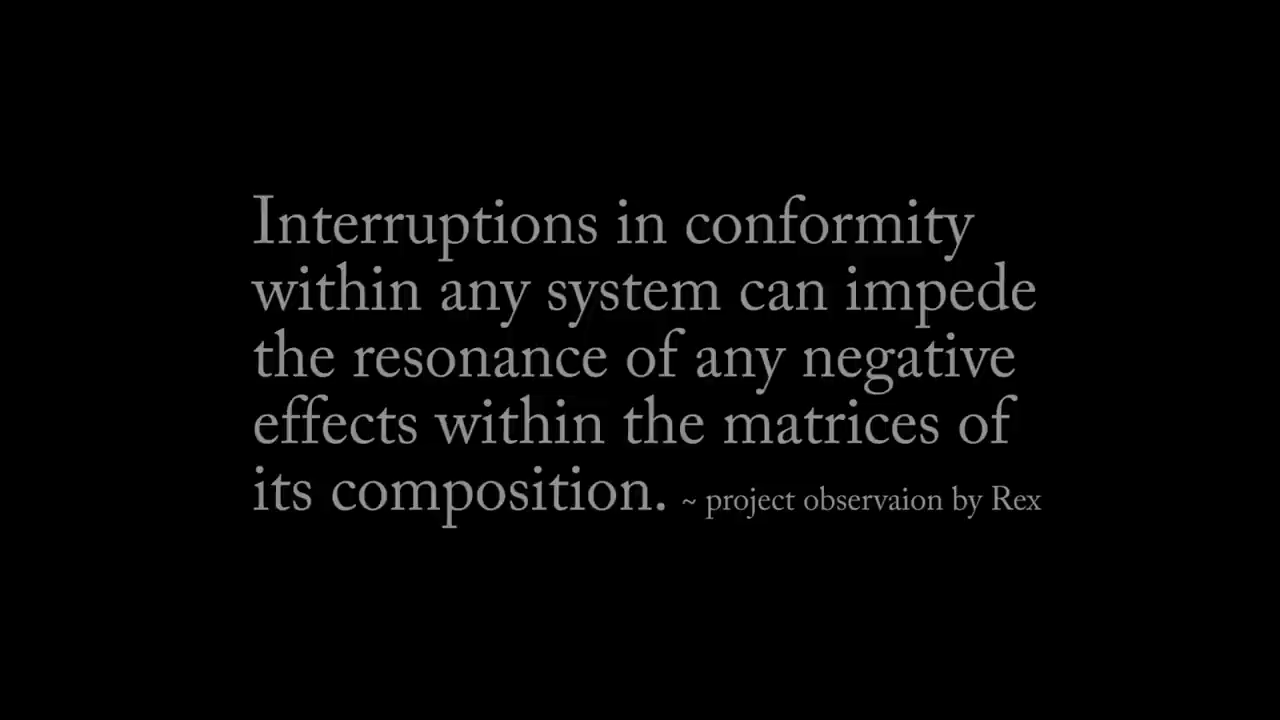 Interruptions in conformity
within any system can impede
the resonance of any negative
effects within the matrices of
its composition. ~ project observaion by Rex